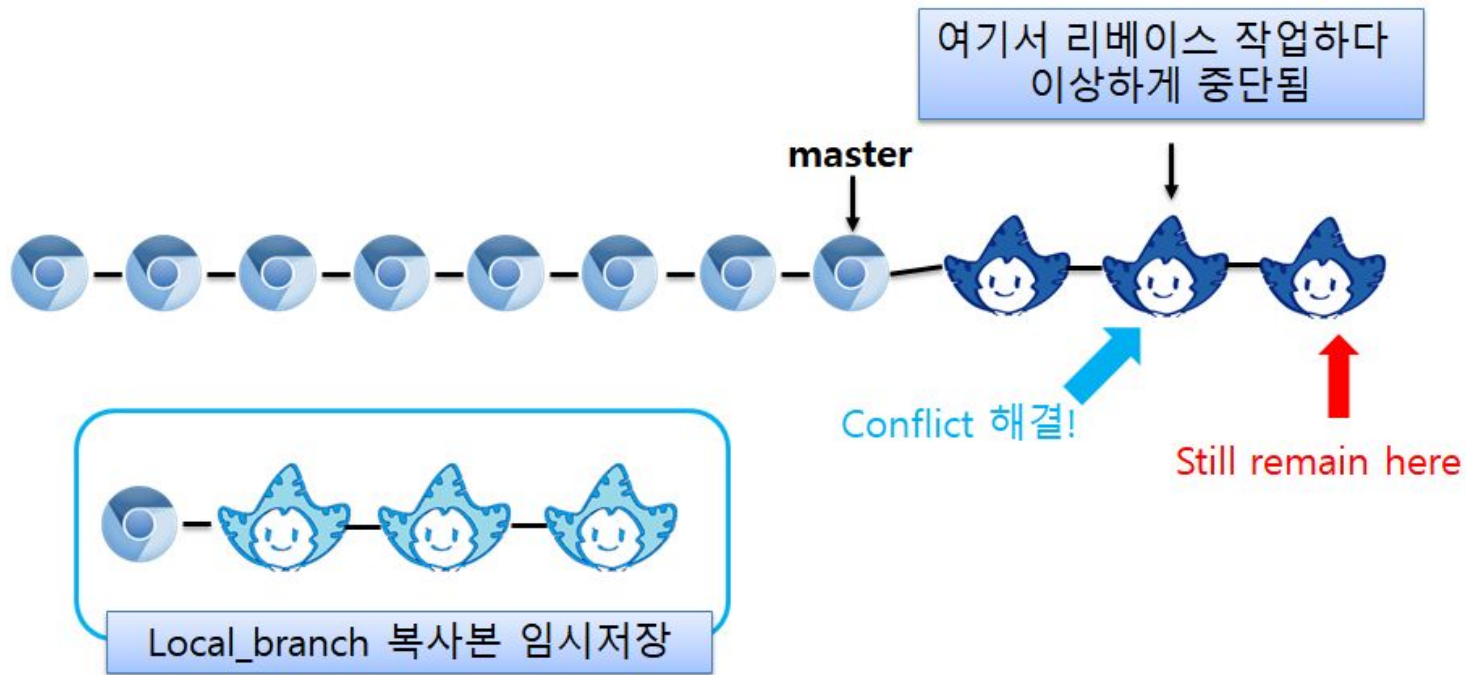 여기서 리베이스 작업하다
이상하게 중단됨
master
Conflict 해결!
Still remain here
Local_branch 복사본 임시저장